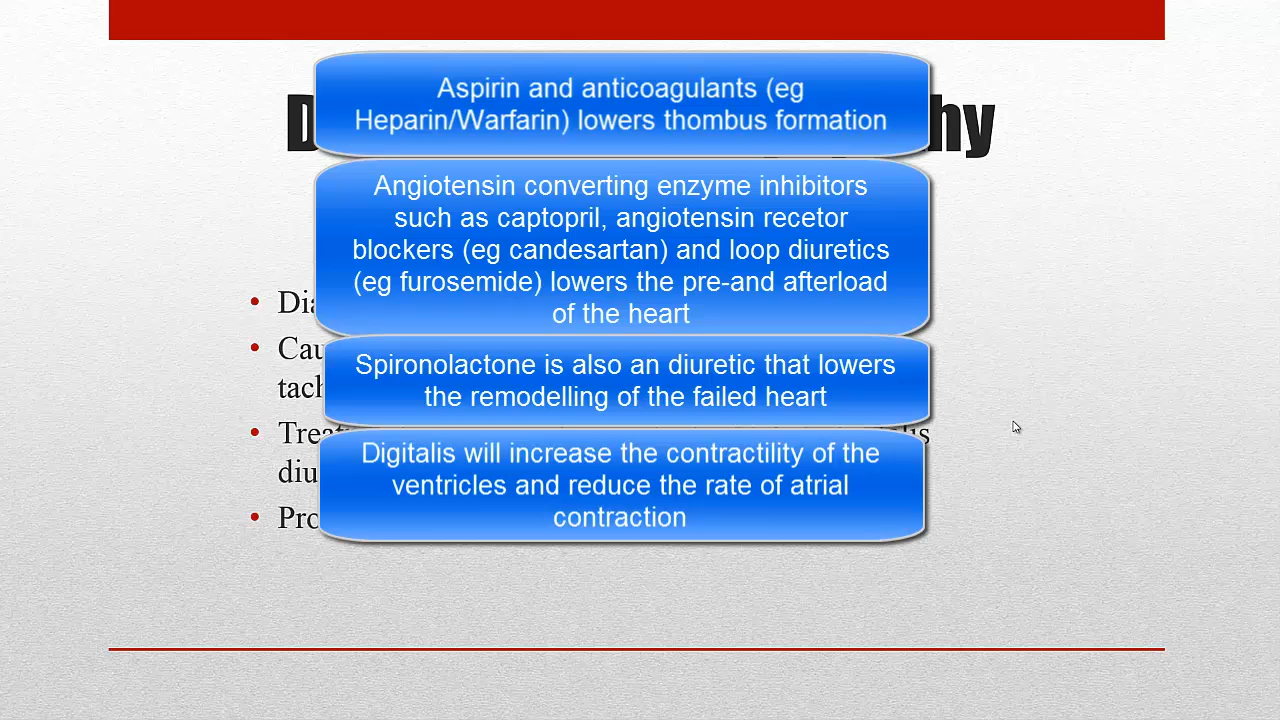 Aspirin and anticoagulants (eg
Heparin/Warfarin) lowers thombus formation
Angiotensin converting enzyme inhibitors
such as captopril, angiotensin recetor
blockers (eg candesartan) and loop diuretics
(eg furosemide) lowers the pre-and afterload
of the heart
Spironolactone is also an diuretic that lowers
the remodelling of the failed heart
Digitalis will increase the contractility of the
ventricles and reduce the rate of atrial
contraction